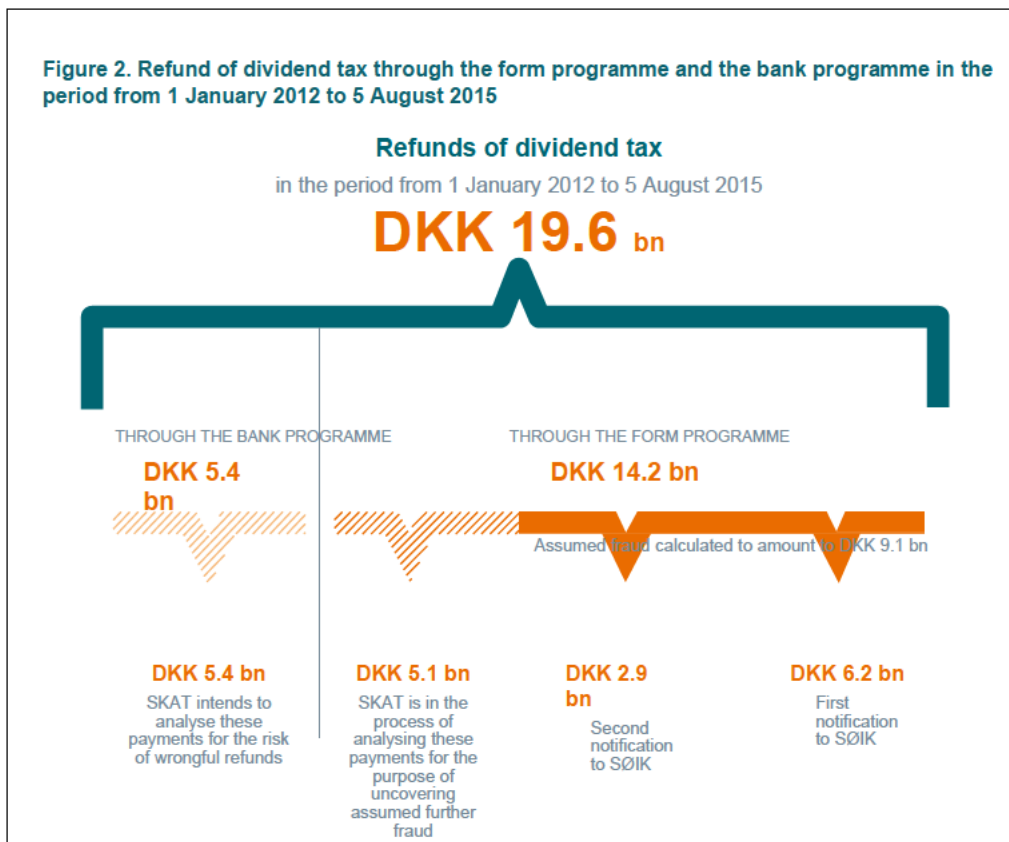 Figure 2. Refund of dividend tax through the form programme and the bank programme in the
period from 1 January 2012 to 5 August 2015
Refunds of dividend tax
in the period from 1 January 2012 to 5 August 2015
DKK 19.6 bn
THROUGH THE BANK PROGRAMME
DKK 5.4
bn
THROUGH THE FORM PROGRAMME
DKK 14.2 bn
Assumed fraud calculated to amount to DKK 9.1 bn
DKK 5.4 bn
SKAT intends to
analyse these
payments for the risk
of wrongful refunds
DKK 5.1 bn
SKAT is in the
process of
analysing these
payments for the
purpose of
uncovering
assumed further
fraud
DKK 2.9
bn
Second
notification
to SØIK
DKK 6.2 bn
First
notification
to SØIK